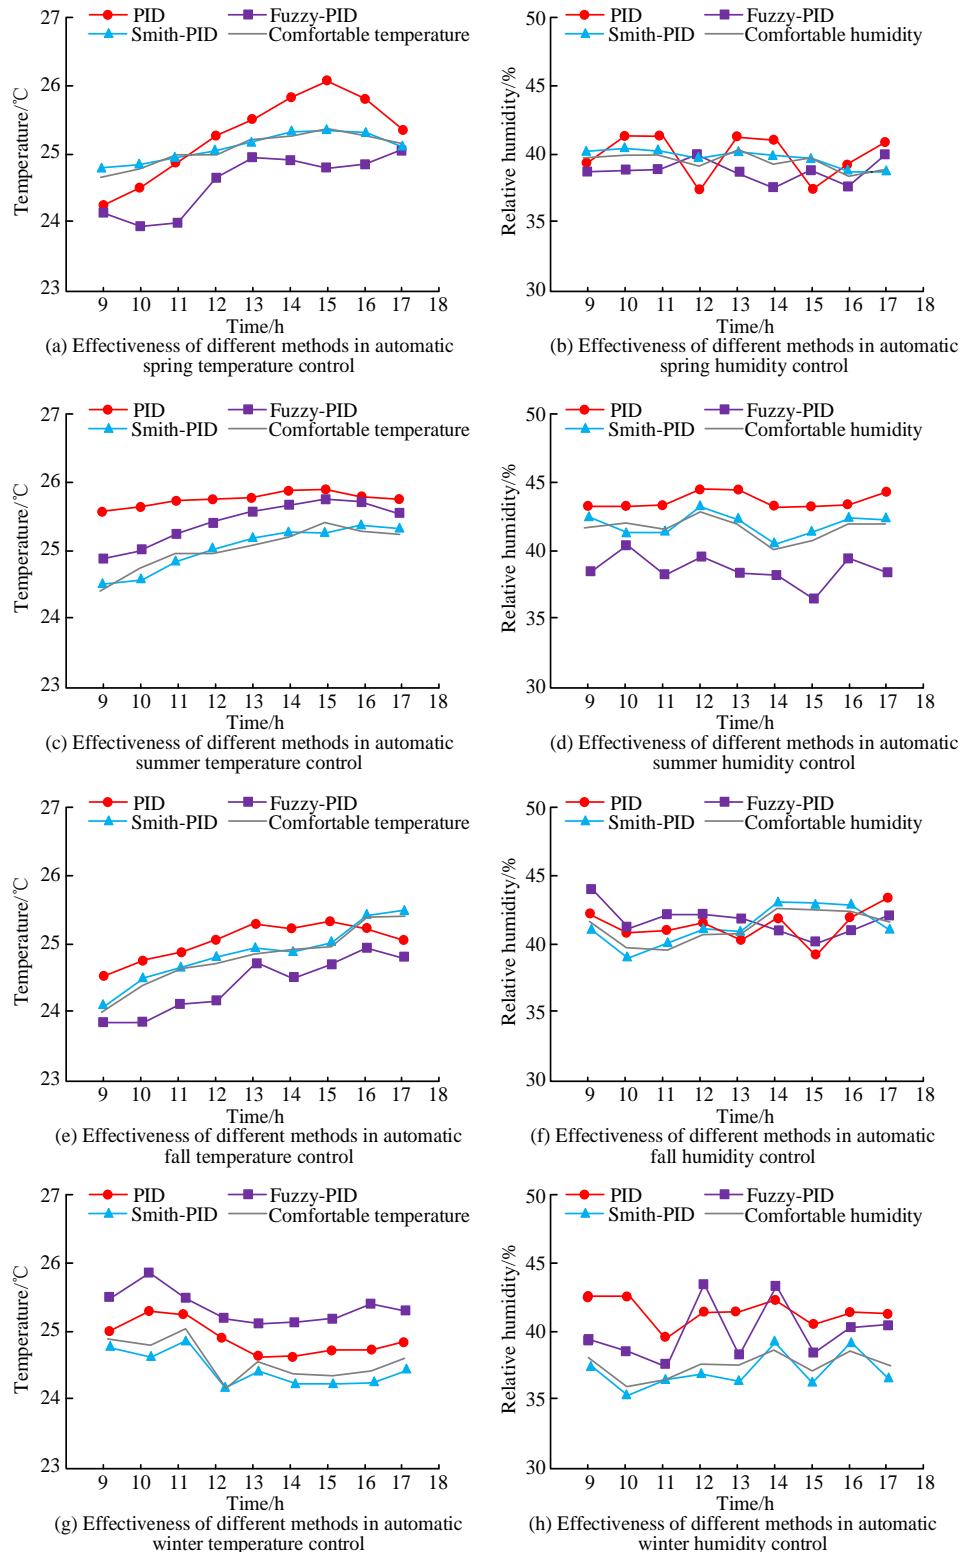 27
PID
Fuzzy-PID
Smith-PID
Comfortable temperature
26
25
24
23
Temperature/℃
9 10 11 12 13 14 15 16 17 18
Time/h
(a) Effectiveness of different methods in automatic
spring temperature control
50
PID
Fuzzy-PID
Smith-PID
Comfortable humidity
45
40
35
30
Relative humidity/%
9 10 11 12 13 14 15 16 17 18
Time/h
(b) Effectiveness of different methods in automatic
spring humidity control
27
PID
Fuzzy-PID
Smith-PID
Comfortable temperature
26
25
24
23
Temperature/℃
9 10 11 12 13 14 15 16 17 18
Time/h
(c) Effectiveness of different methods in automatic
summer temperature control
50
PID
Fuzzy-PID
Smith-PID
Comfortable humidity
45
40
35
30
Relative humidity/%
9 10 11 12 13 14 15 16 17 18
Time/h
(d) Effectiveness of different methods in automatic
summer humidity control
27
PID
Fuzzy-PID
Smith-PID
Comfortable temperature
26
25
24
23
Temperature/℃
9 10 11 12 13 14 15 16 17 18
Time/h
(e) Effectiveness of different methods in automatic
fall temperature control
50
PID
Fuzzy-PID
Smith-PID
Comfortable humidity
45
40
35
30
Relative humidity/%
9 10 11 12 13 14 15 16 17 18
Time/h
(f) Effectiveness of different methods in automatic
fall humidity control
27
PID
Fuzzy-PID
Smith-PID
Comfortable temperature
26
25
24
23
Temperature/℃
9 10 11 12 13 14 15 16 17 18
Time/h
(g) Effectiveness of different methods in automatic
winter temperature control
50
PID
Fuzzy-PID
Smith-PID
Comfortable humidity
45
40
35
30
Relative humidity/%
9 10 11 12 13 14 15 16 17 18
Time/h
(h) Effectiveness of different methods in automatic
winter humidity control